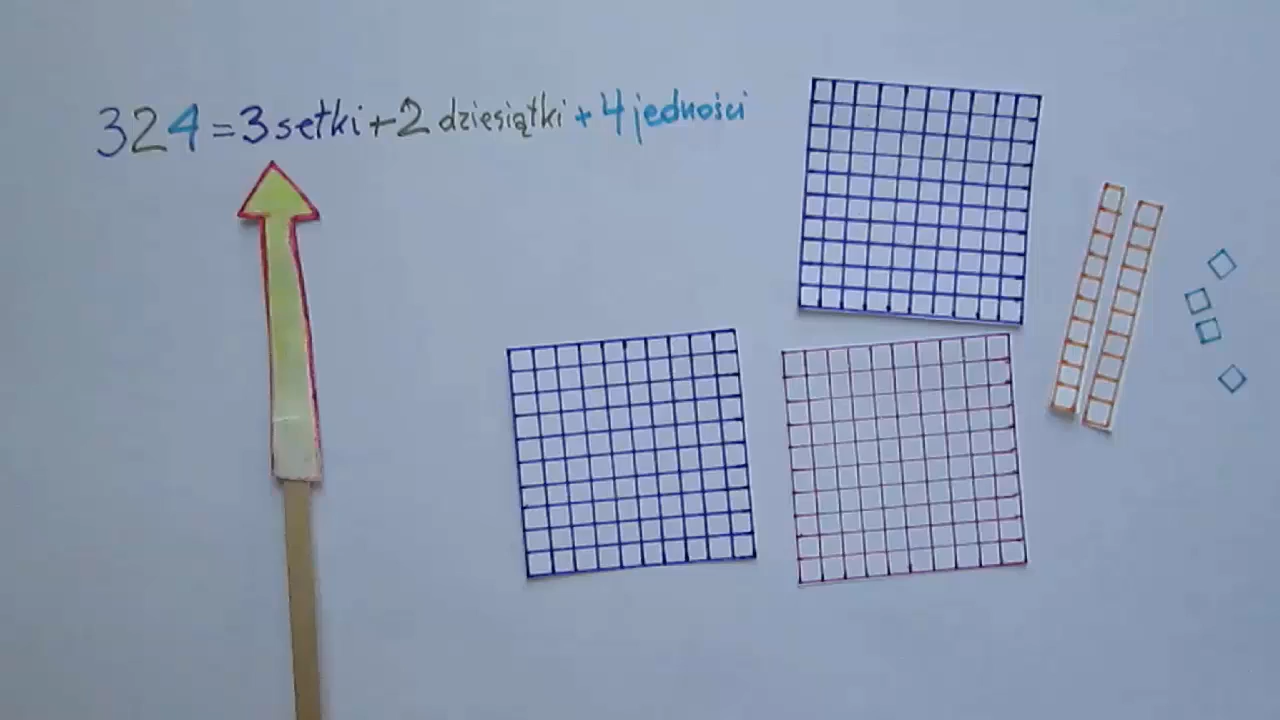 324 = 3 setki + 2 dziesiątki + 4 jedności